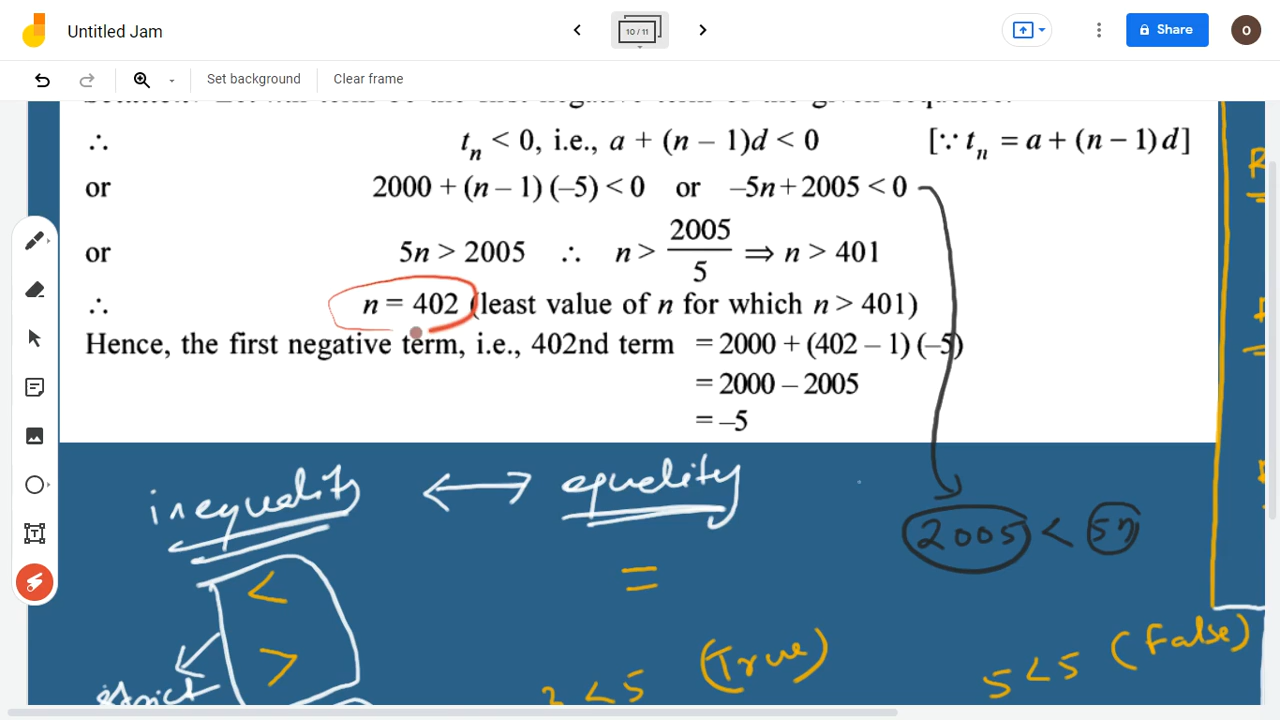 Untitled Jam
10 / 11
Share
O
Set background
Clear frame
∴ tₙ < 0, i.e., a + (n – 1)d < 0 [∵ tₙ = a + (n – 1) d]
or 2000 + (n – 1) (–5) < 0 or –5n + 2005 < 0
or 5n > 2005 ∴ n > 2005/5 ⇒ n > 401
∴ n = 402 (least value of n for which n > 401)
Hence, the first negative term, i.e., 402nd term = 2000 + (402 – 1) (–5)
= 2000 – 2005
= –5
inequality ↔ equality
2005 < 5n
< =
>
(True) (False)
strict < 5 5 < 5